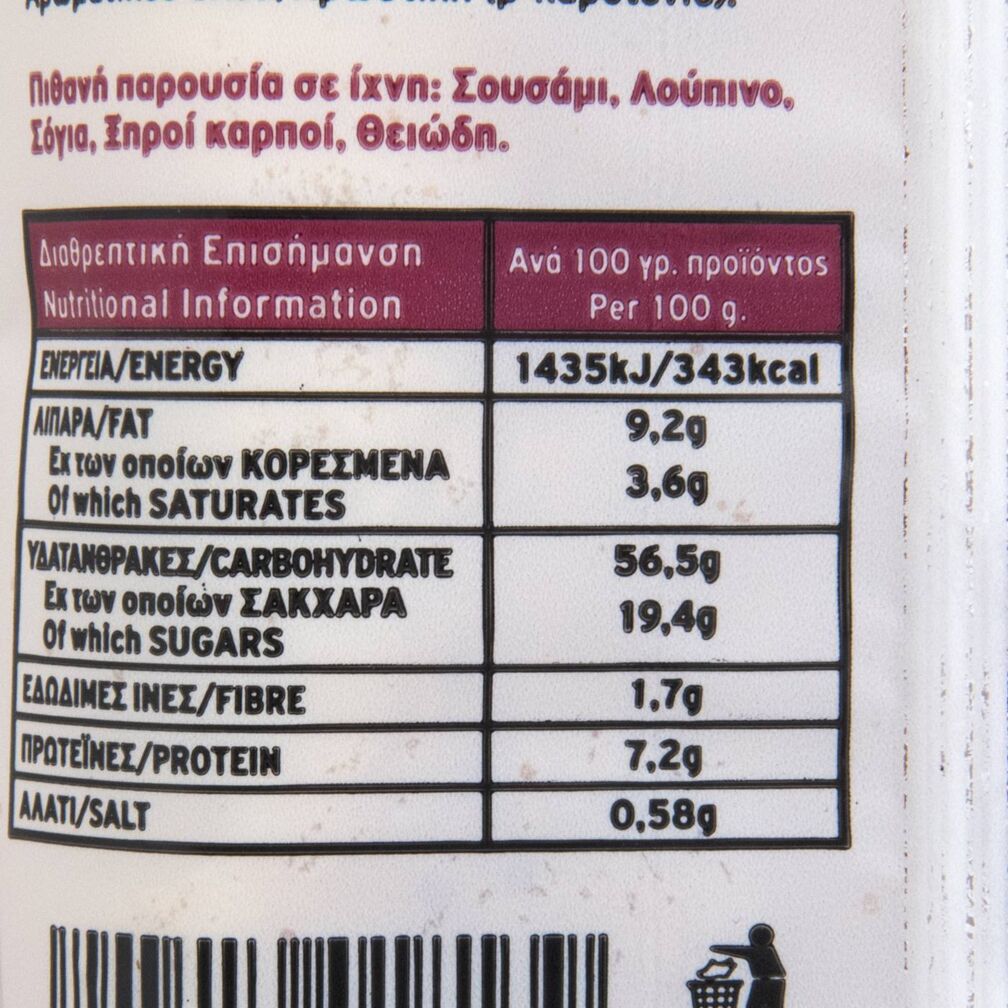 Πιθανή παρουσία σε ίχνη: Σουσάμι, Λούπινο,
Σόγια, Ξηροί καρποί, Θειώδη.
Διαθρεπτική Επισήμανση
Nutritional Information
Ανά 100 γρ. προϊόντος
Per 100 g.
ΕΝΕΡΓΕΙΑ/ENERGY 1435kJ/343kcal
ΛΙΠΑΡΑ/FAT 9,2g
Εκ των οποίων ΚΟΡΕΣΜΕΝΑ
Of which SATURATES 3,6g
ΥΔΑΤΑΝΘΡΑΚΕΣ/CARBOHYDRATE 56,5g
Εκ των οποίων ΣΑΚΧΑΡΑ
Of which SUGARS 19,4g
ΕΔΩΔΙΜΕΣ ΙΝΕΣ/FIBRE 1,7g
ΠΡΩΤΕΪΝΕΣ/PROTEIN 7,2g
ΑΛΑΤΙ/SALT 0,58g